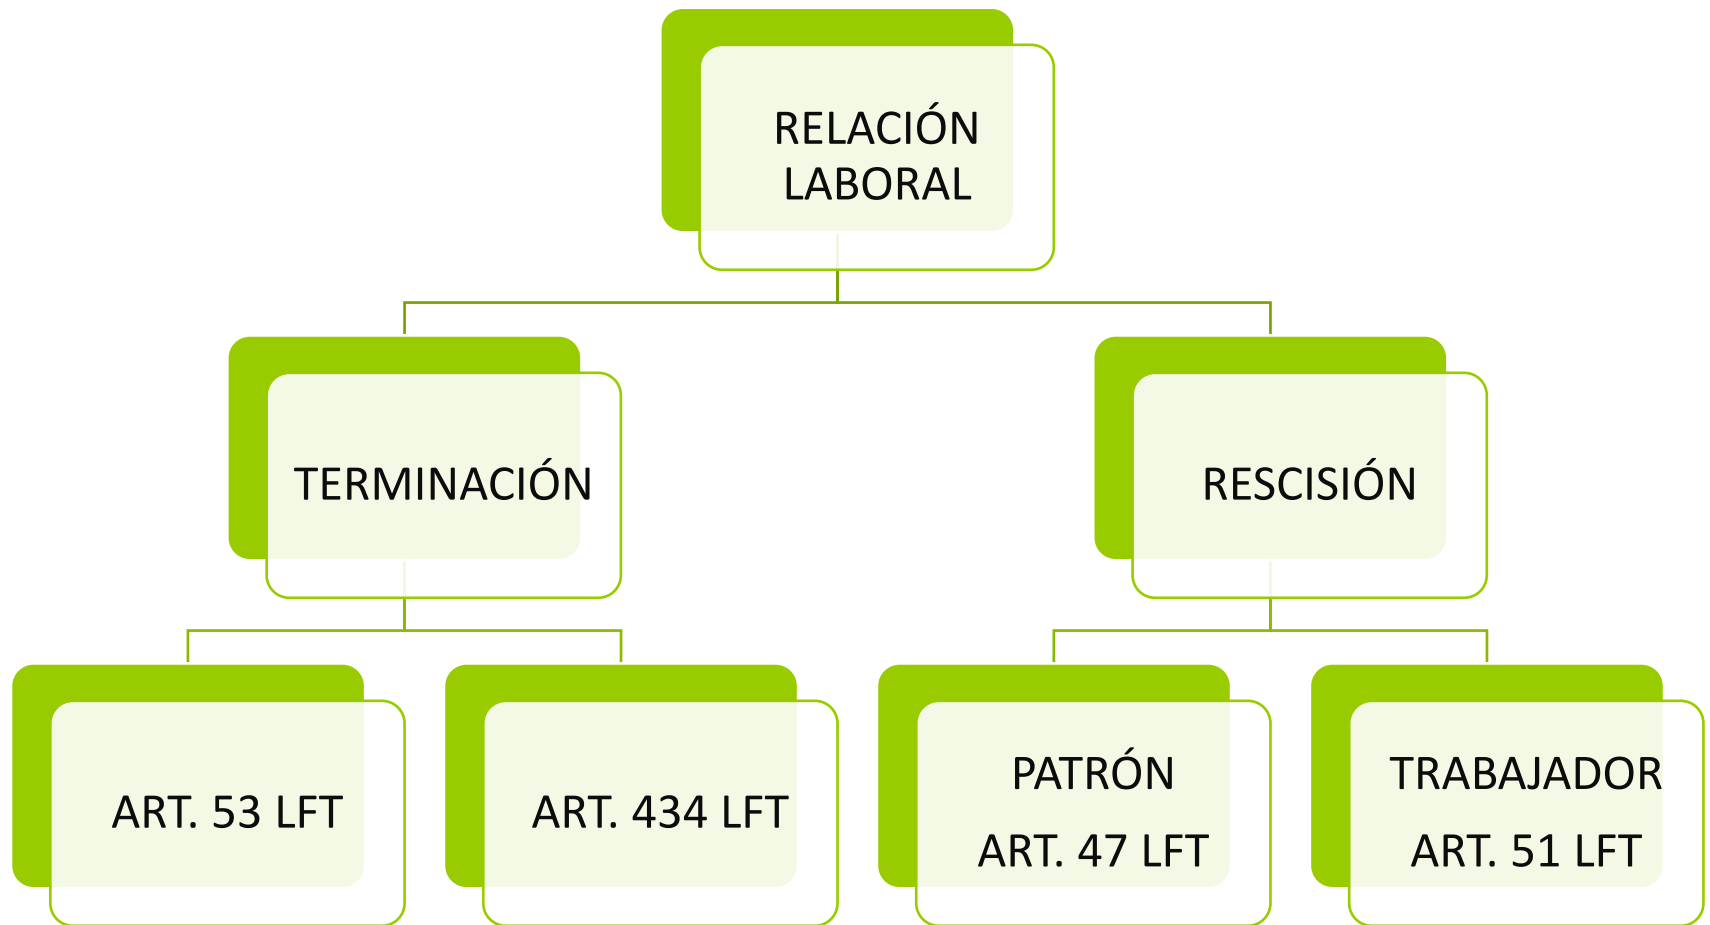 RELACIÓN
LABORAL
TERMINACIÓN
RESCISIÓN
ART. 53 LFT
ART. 434 LFT
PATRÓN
ART. 47 LFT
TRABAJADOR
ART. 51 LFT